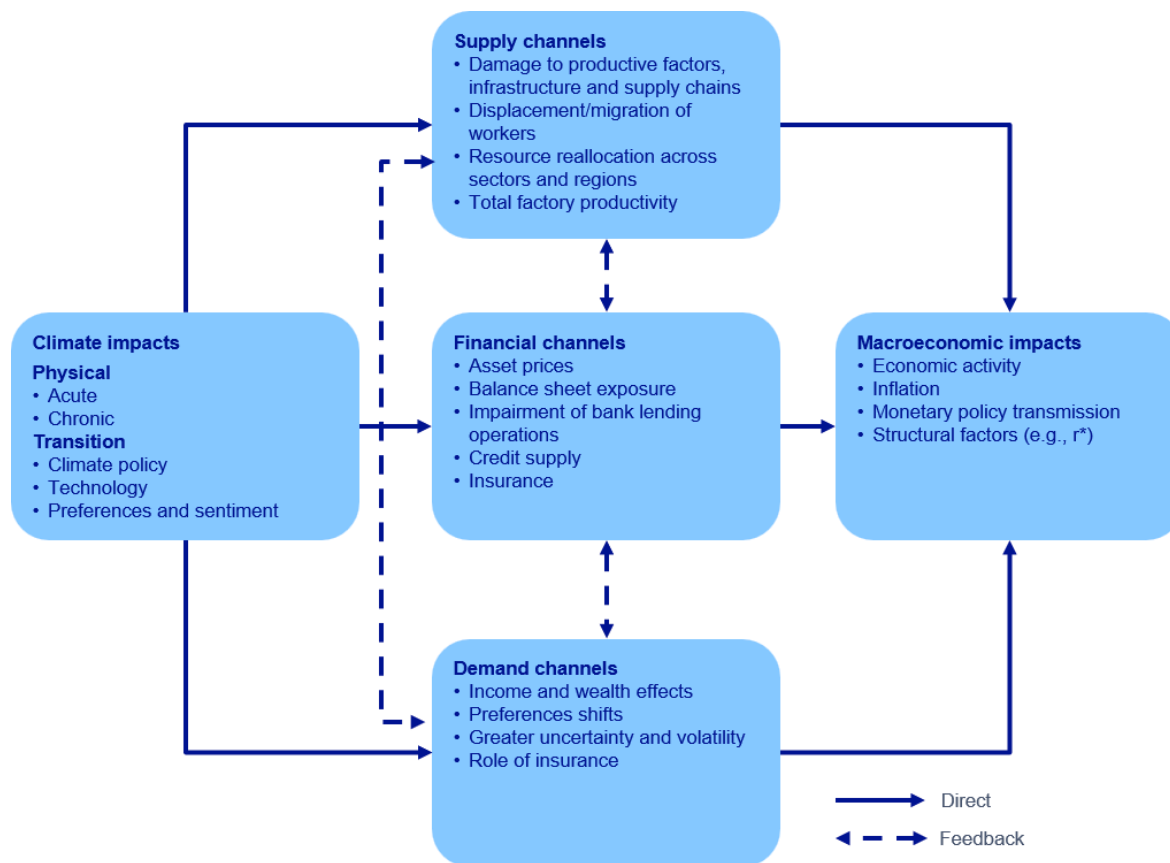 Supply channels
• Damage to productive factors,
infrastructure and supply chains
• Displacement/migration of
workers
• Resource reallocation across
sectors and regions
• Total factory productivity
Climate impacts
Physical
• Acute
• Chronic
Transition
• Climate policy
• Technology
• Preferences and sentiment
Financial channels
• Asset prices
• Balance sheet exposure
• Impairment of bank lending
operations
• Credit supply
• Insurance
Macroeconomic impacts
• Economic activity
• Inflation
• Monetary policy transmission
• Structural factors (e.g., r*)
Demand channels
• Income and wealth effects
• Preferences shifts
• Greater uncertainty and volatility
• Role of insurance
Direct
Feedback